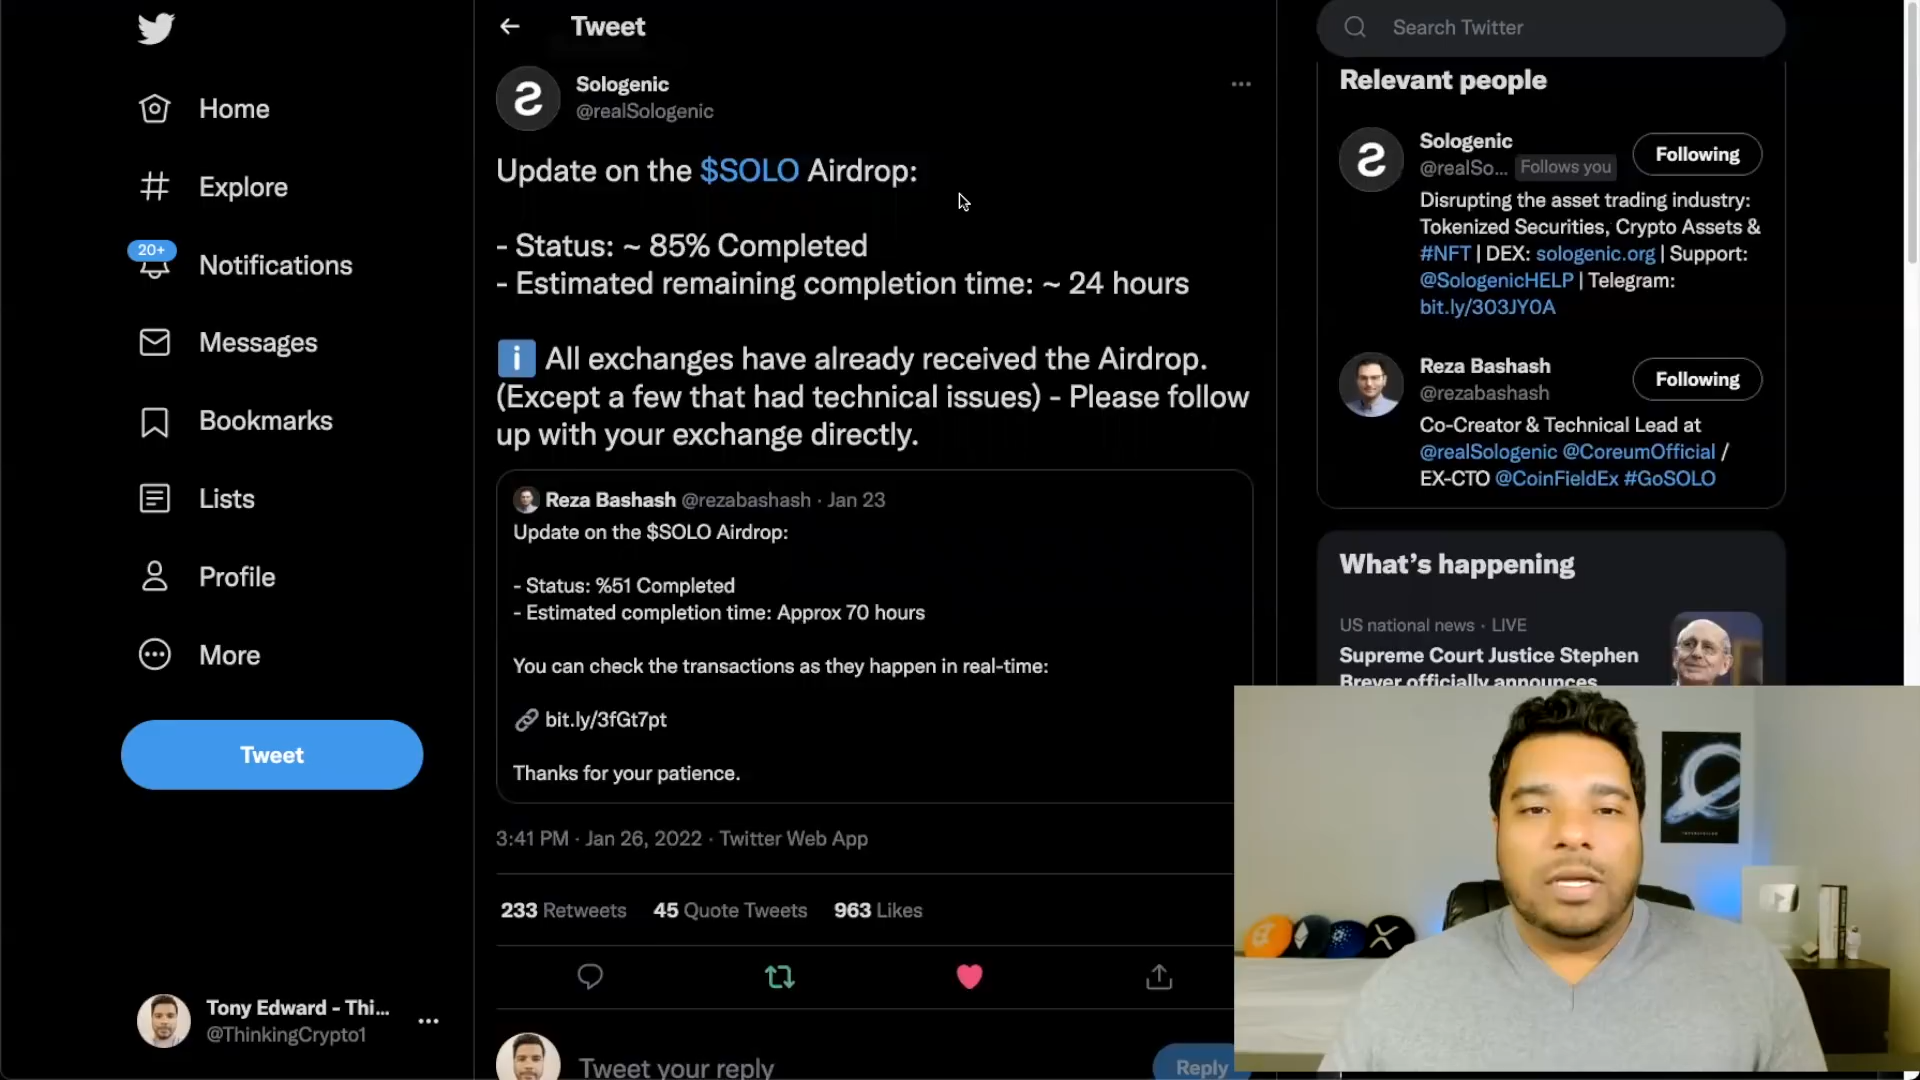 Home
Explore
20+
Notifications
Messages
Bookmarks
Lists
Profile
More
Tweet
Tony Edward - Thi...
@ThinkingCrypto1
Tweet
Sologenic
@realSologenic
Update on the $SOLO Airdrop:
- Status: ~ 85% Completed
- Estimated remaining completion time: ~ 24 hours
i All exchanges have already received the Airdrop.
(Except a few that had technical issues) - Please follow
up with your exchange directly.
Reza Bashash @rezabashash · Jan 23
Update on the $SOLO Airdrop:
- Status: %51 Completed
- Estimated completion time: Approx 70 hours
You can check the transactions as they happen in real-time:
bit.ly/3fGt7pt
Thanks for your patience.
3:41 PM · Jan 26, 2022 · Twitter Web App
233 Retweets 45 Quote Tweets 963 Likes
Tweet your reply
Reply
Search Twitter
Relevant people
Sologenic
Following
@realSo... Follows you
Disrupting the asset trading industry:
Tokenized Securities, Crypto Assets &
#NFT | DEX: sologenic.org | Support:
@SologenicHELP | Telegram:
bit.ly/303JY0A
Reza Bashash
Following
@rezabashash
Co-Creator & Technical Lead at
@realSologenic @CoreumOfficial /
EX-CTO @CoinFieldEx #GoSOLO
What's happening
US national news · LIVE
Supreme Court Justice Stephen
Breyer officially announces